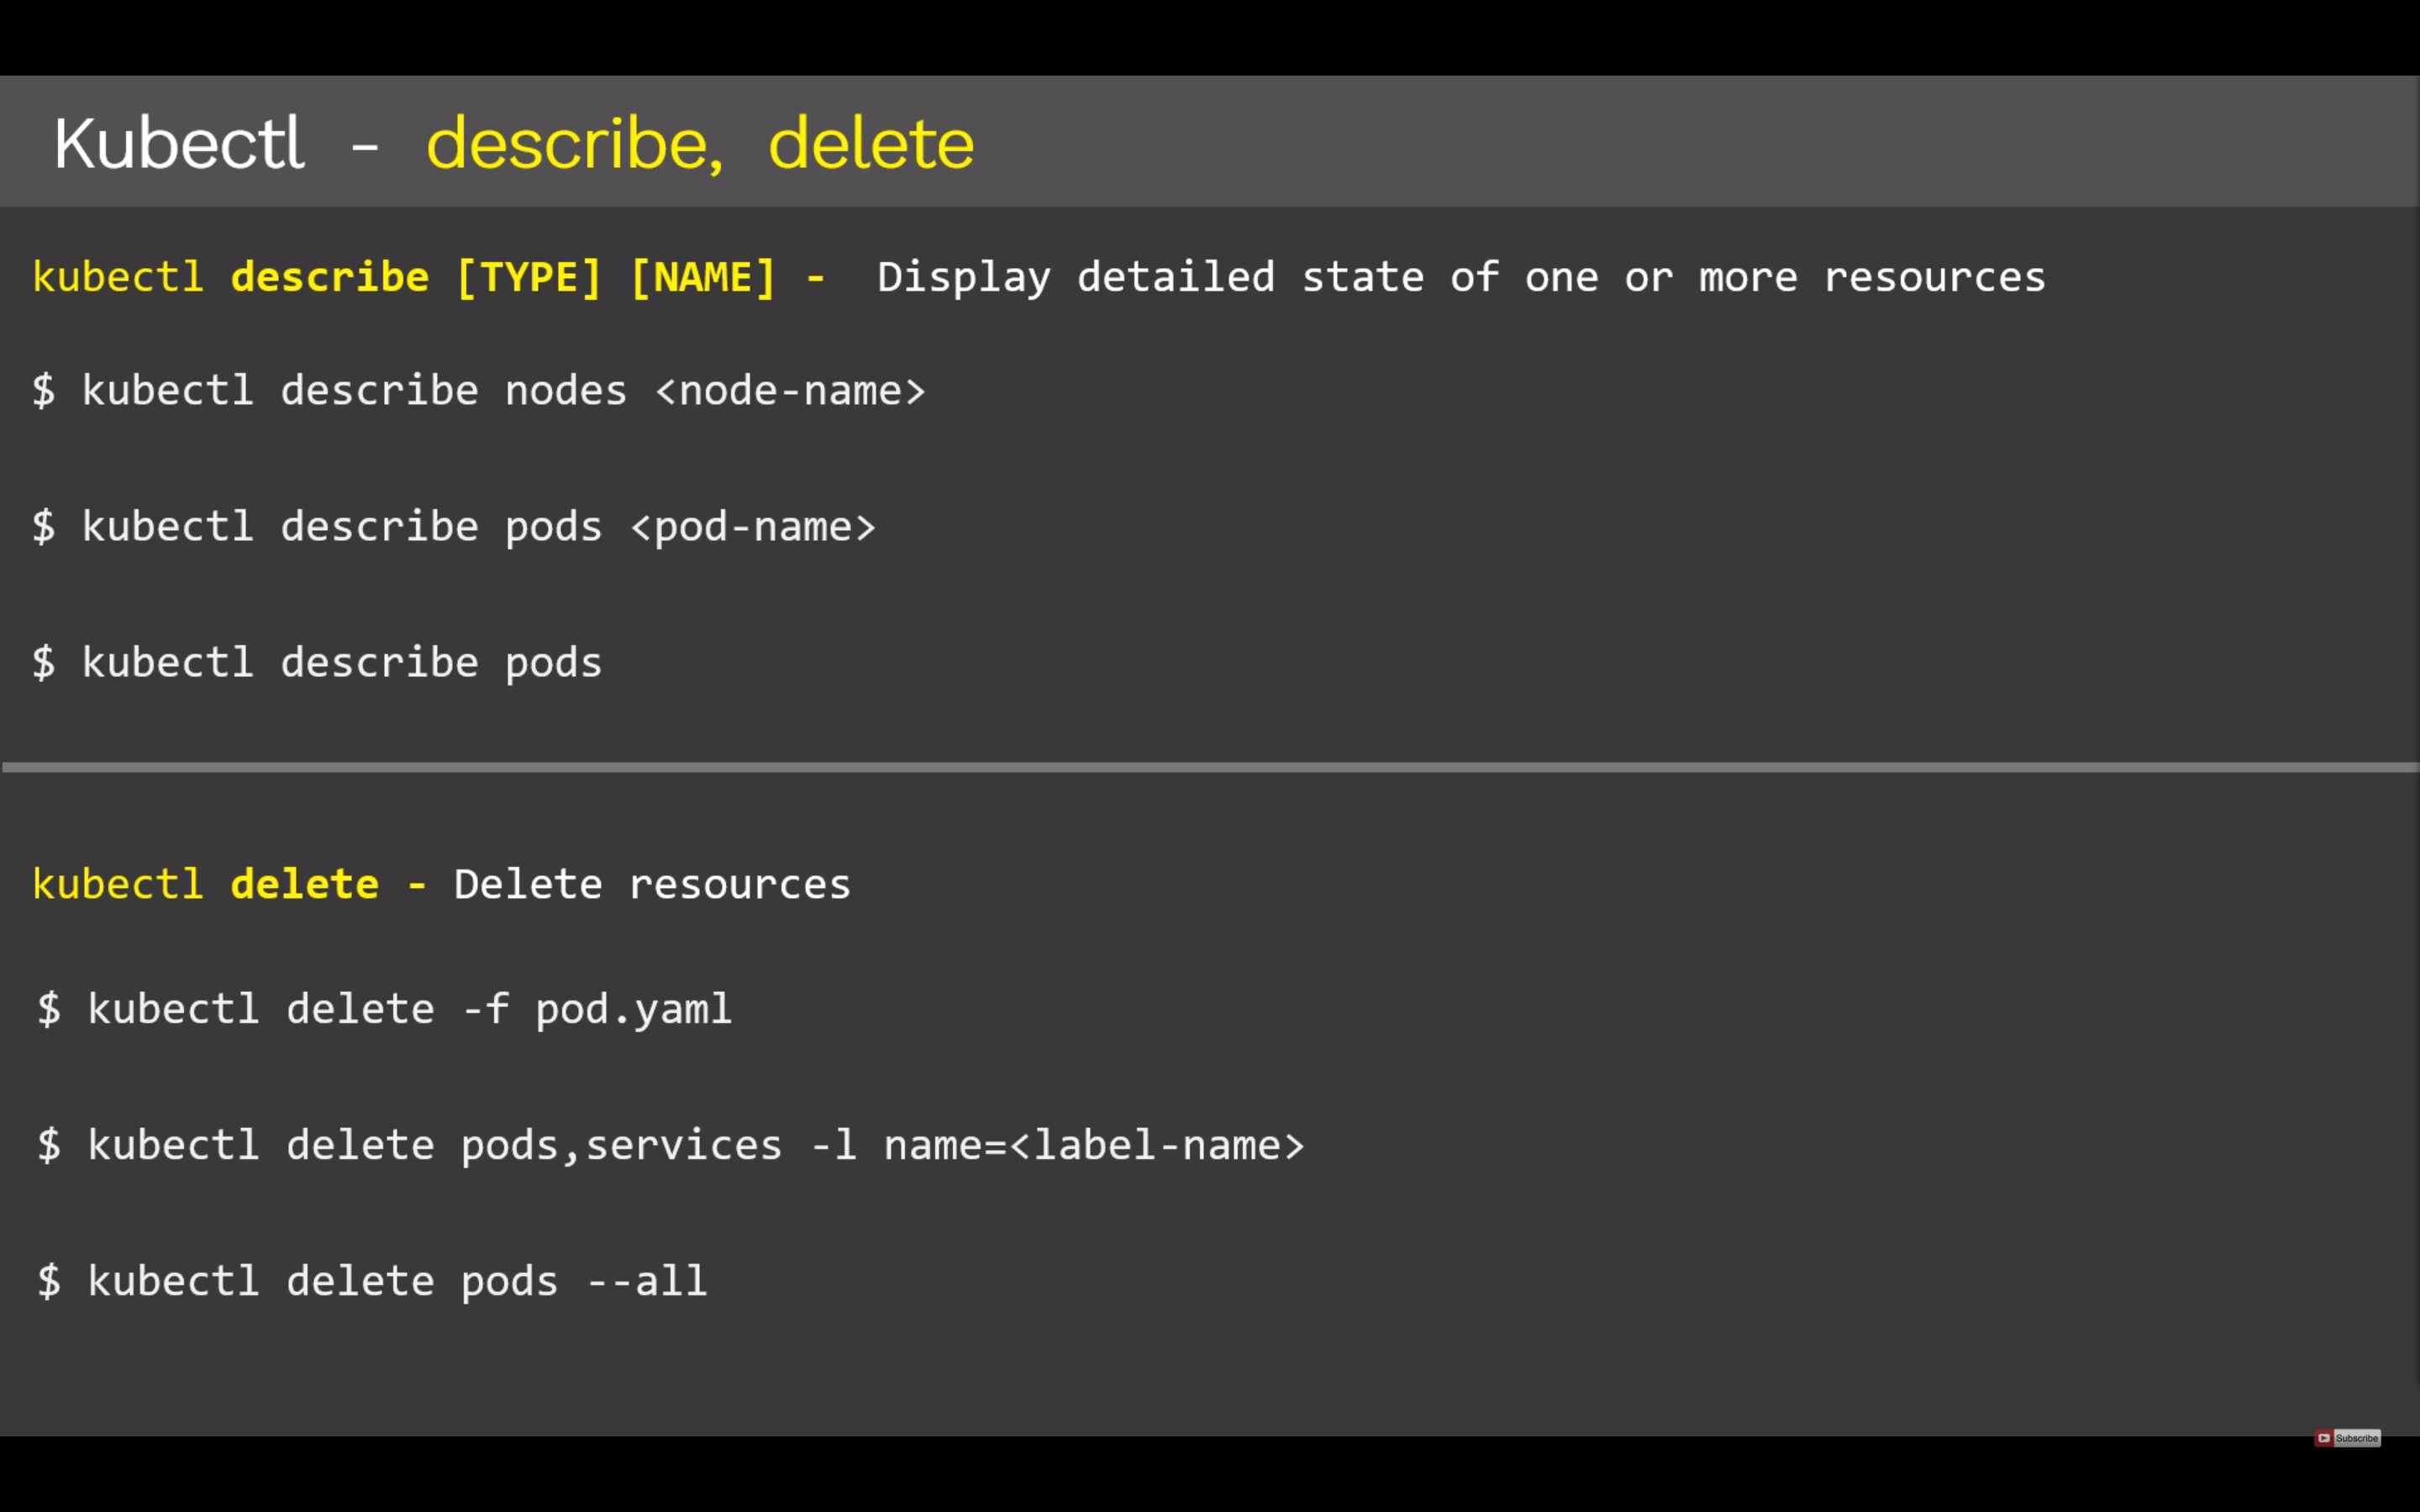 Kubectl - describe, delete
kubectl describe [TYPE] [NAME] - Display detailed state of one or more resources
$ kubectl describe nodes <node-name>
$ kubectl describe pods <pod-name>
$ kubectl describe pods
kubectl delete - Delete resources
$ kubectl delete -f pod.yaml
$ kubectl delete pods,services -l name=<label-name>
$ kubectl delete pods --all
Subscribe